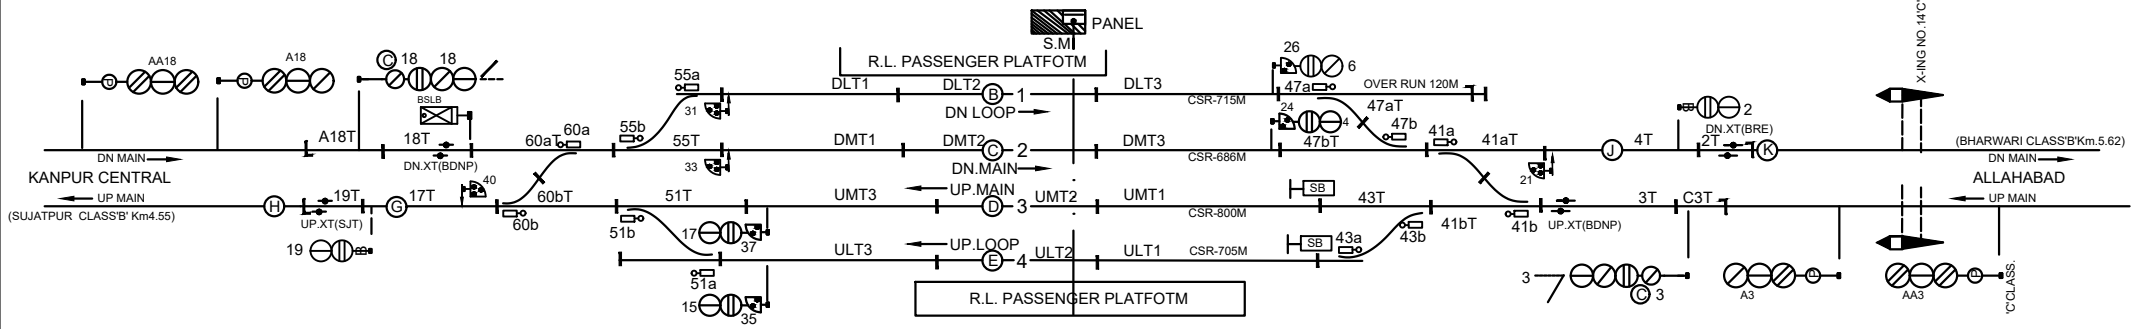 PANEL
S.M
R.L. PASSENGER PLATFOTM
AA18
A18
C 18 18
P
P
BSLB
55a
31
DLT1
DLT2
B 1
DLT3
DN LOOP
CSR-715M
26
6
47a
OVER RUN 120M
47aT
24
4
47b
41a
X-ING NO.14'C'
A18T
18T
DN.XT(BDNP)
60aT
60a
55b
55T
33
DMT1
DMT2
C 2
DMT3
DN.MAIN
CSR-686M
47bT
41aT
21
J
4T
B 2
DN.XT(BRE)
2T
K
(BHARWARI CLASS'B'Km.5.62)
DN MAIN
DN MAIN
KANPUR CENTRAL
ALLAHABAD
UP MAIN
UP MAIN
(SUJATPUR CLASS'B' Km4.55)
H
19T
UP.XT(SJT)
19
B
G
17T
40
60b
60bT
51b
51T
UMT3
UP.MAIN
UMT2
D 3
UMT1
CSR-800M
SB
43T
41bT
41b
UP.XT(BDNP)
3T
C3T
17
37
ULT3
UP.LOOP
E 4
ULT2
ULT1
CSR-705M
SB
43a
43b
51a
15
35
R.L. PASSENGER PLATFOTM
3
C 3
A3
P
AA3
P
'C'CLASS.